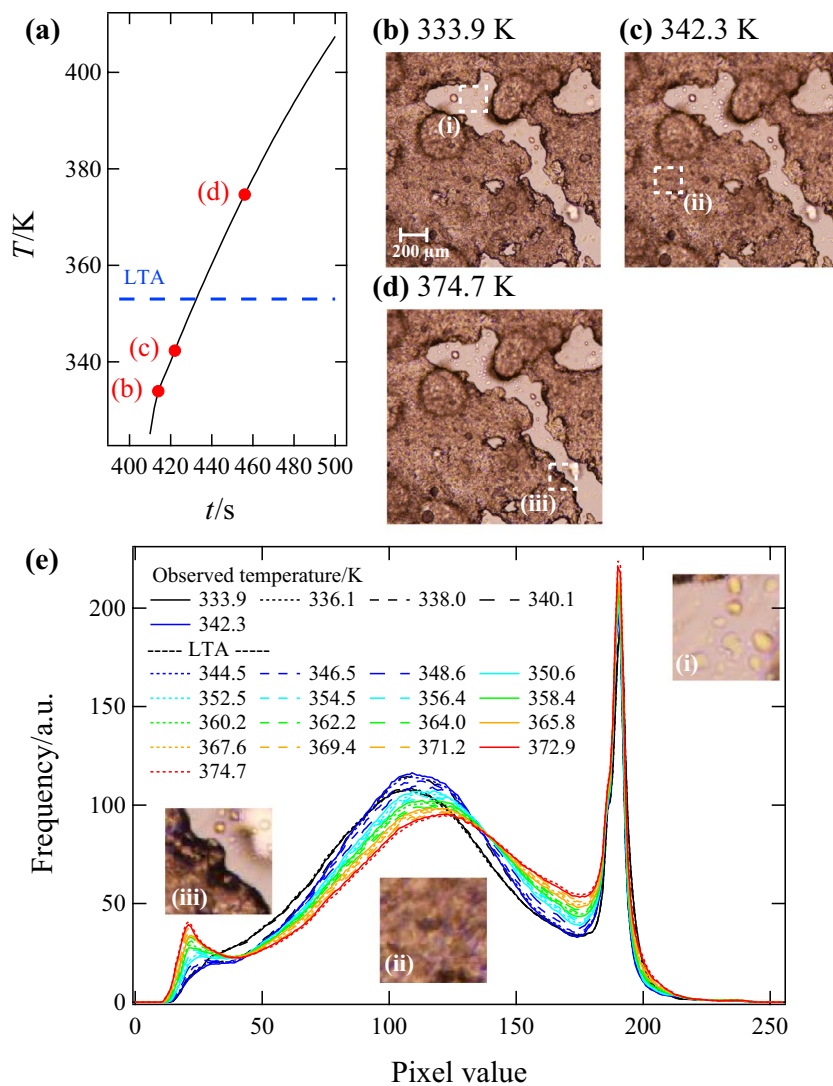 (a)
T/K
400
380
360
340
LTA
(d)
(c)
(b)
400 420 440 460 480 500
t/s
(b) 333.9 K
(i)
200 μm
(c) 342.3 K
(ii)
(d) 374.7 K
(iii)
(e)
Frequency/a.u.
200
150
100
50
0
Observed temperature/K
333.9 336.1 338.0 340.1
342.3
LTA
344.5 346.5 348.6 350.6
352.5 354.5 356.4 358.4
360.2 362.2 364.0 365.8
367.6 369.4 371.2 372.9
374.7
(i)
(iii)
(ii)
0 50 100 150 200 250
Pixel value